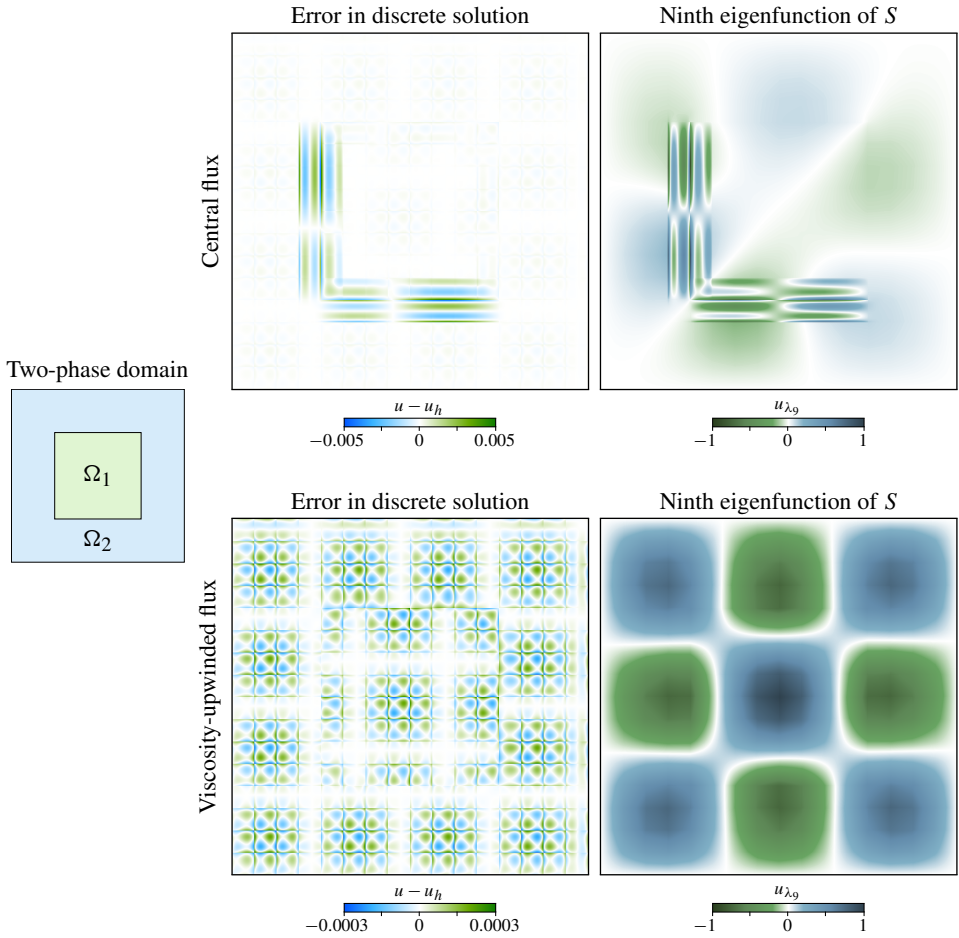 Error in discrete solution
Ninth eigenfunction of S
Central flux
u − u_h
−0.005 0 0.005
u_λ₉
−1 0 1
Two-phase domain
Ω₁
Ω₂
Error in discrete solution
Ninth eigenfunction of S
Viscosity-upwinded flux
u − u_h
−0.0003 0 0.0003
u_λ₉
−1 0 1